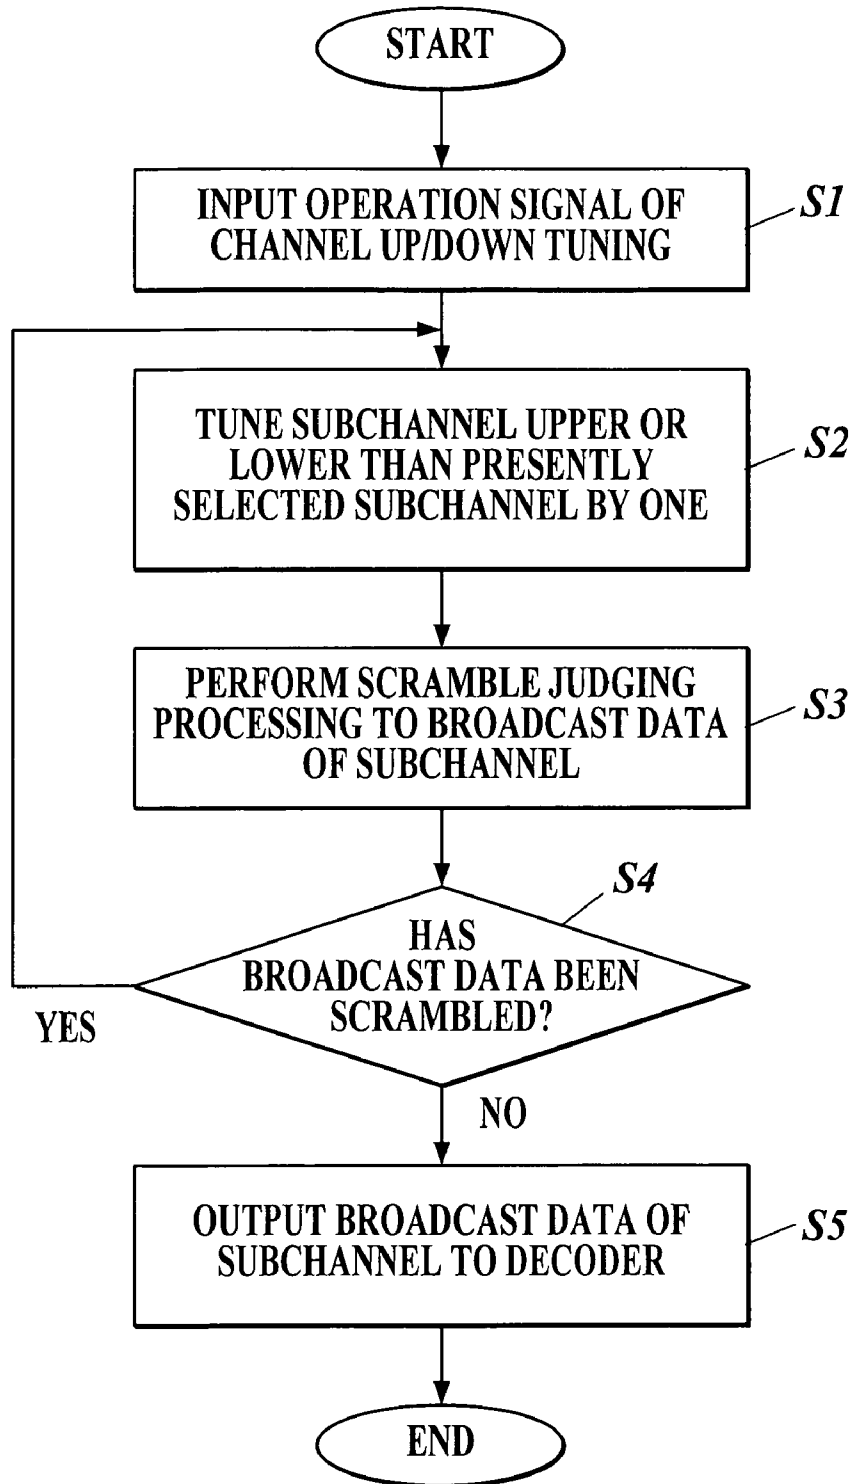 START
INPUT OPERATION SIGNAL OF
CHANNEL UP/DOWN TUNING
S1
TUNE SUBCHANNEL UPPER OR
LOWER THAN PRESENTLY
SELECTED SUBCHANNEL BY ONE
S2
PERFORM SCRAMBLE JUDGING
PROCESSING TO BROADCAST DATA
OF SUBCHANNEL
S3
S4
HAS
BROADCAST DATA BEEN
SCRAMBLED?
YES
NO
OUTPUT BROADCAST DATA OF
SUBCHANNEL TO DECODER
S5
END